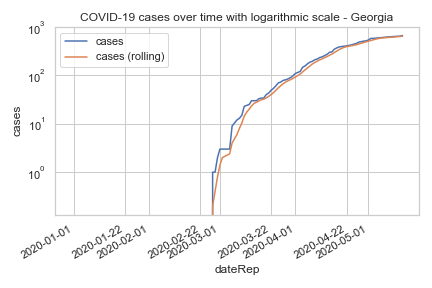 COVID-19 cases over time with logarithmic scale - Georgia
cases
cases (rolling)
10³
10²
10¹
10⁰
cases
2020-01-01
2020-01-22
2020-02-01
2020-02-22
2020-03-01
2020-03-22
2020-04-01
2020-04-22
2020-05-01
dateRep